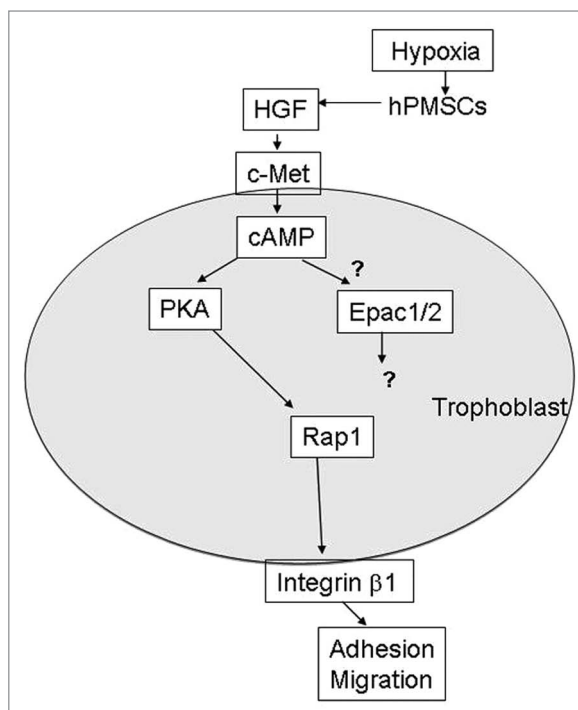 Hypoxia
HGF
hPMSCs
c-Met
cAMP
?
PKA
Epac1/2
?
Trophoblast
Rap1
Integrin β1
Adhesion
Migration